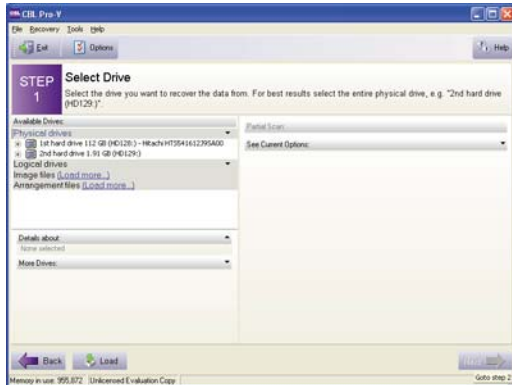 CBL Pro-V
File Recovery Tools Help
Exit Options Help
STEP 1
Select Drive
Select the drive you want to recover the data from. For best results select the entire physical drive, e.g. "2nd hard drive (HD129:)".
Available Drives:
Physical drives
1st hard drive 112 GB (HD128:) - Hitachi HTS541612J9SA00
2nd hard drive 1.91 GB (HD129:)
Logical drives
Image files (Load more...)
Arrangement files (Load more...)
Details about:
None selected
More Drives:
Partial Scan
See Current Options:
Back Load
Memory in use: 955,872 Unlicensed Evaluation Copy Goto step 2